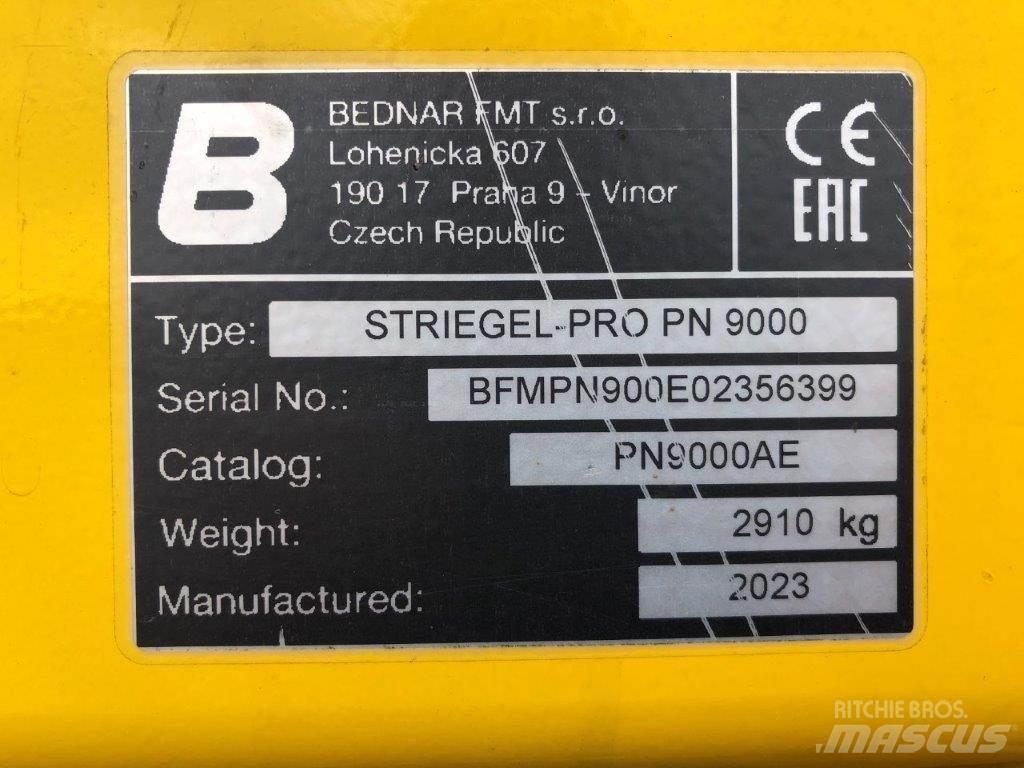 B
BEDNAR FMT s.r.o.
Lohenicka 607
190 17 Praha 9 - Vinor
Czech Republic
CE
EAC
Type: STRIEGEL-PRO PN 9000
Serial No.: BFMPN900E02356399
Catalog: PN9000AE
Weight: 2910 kg
Manufactured: 2023
RITCHIE BROS.
MASCUS